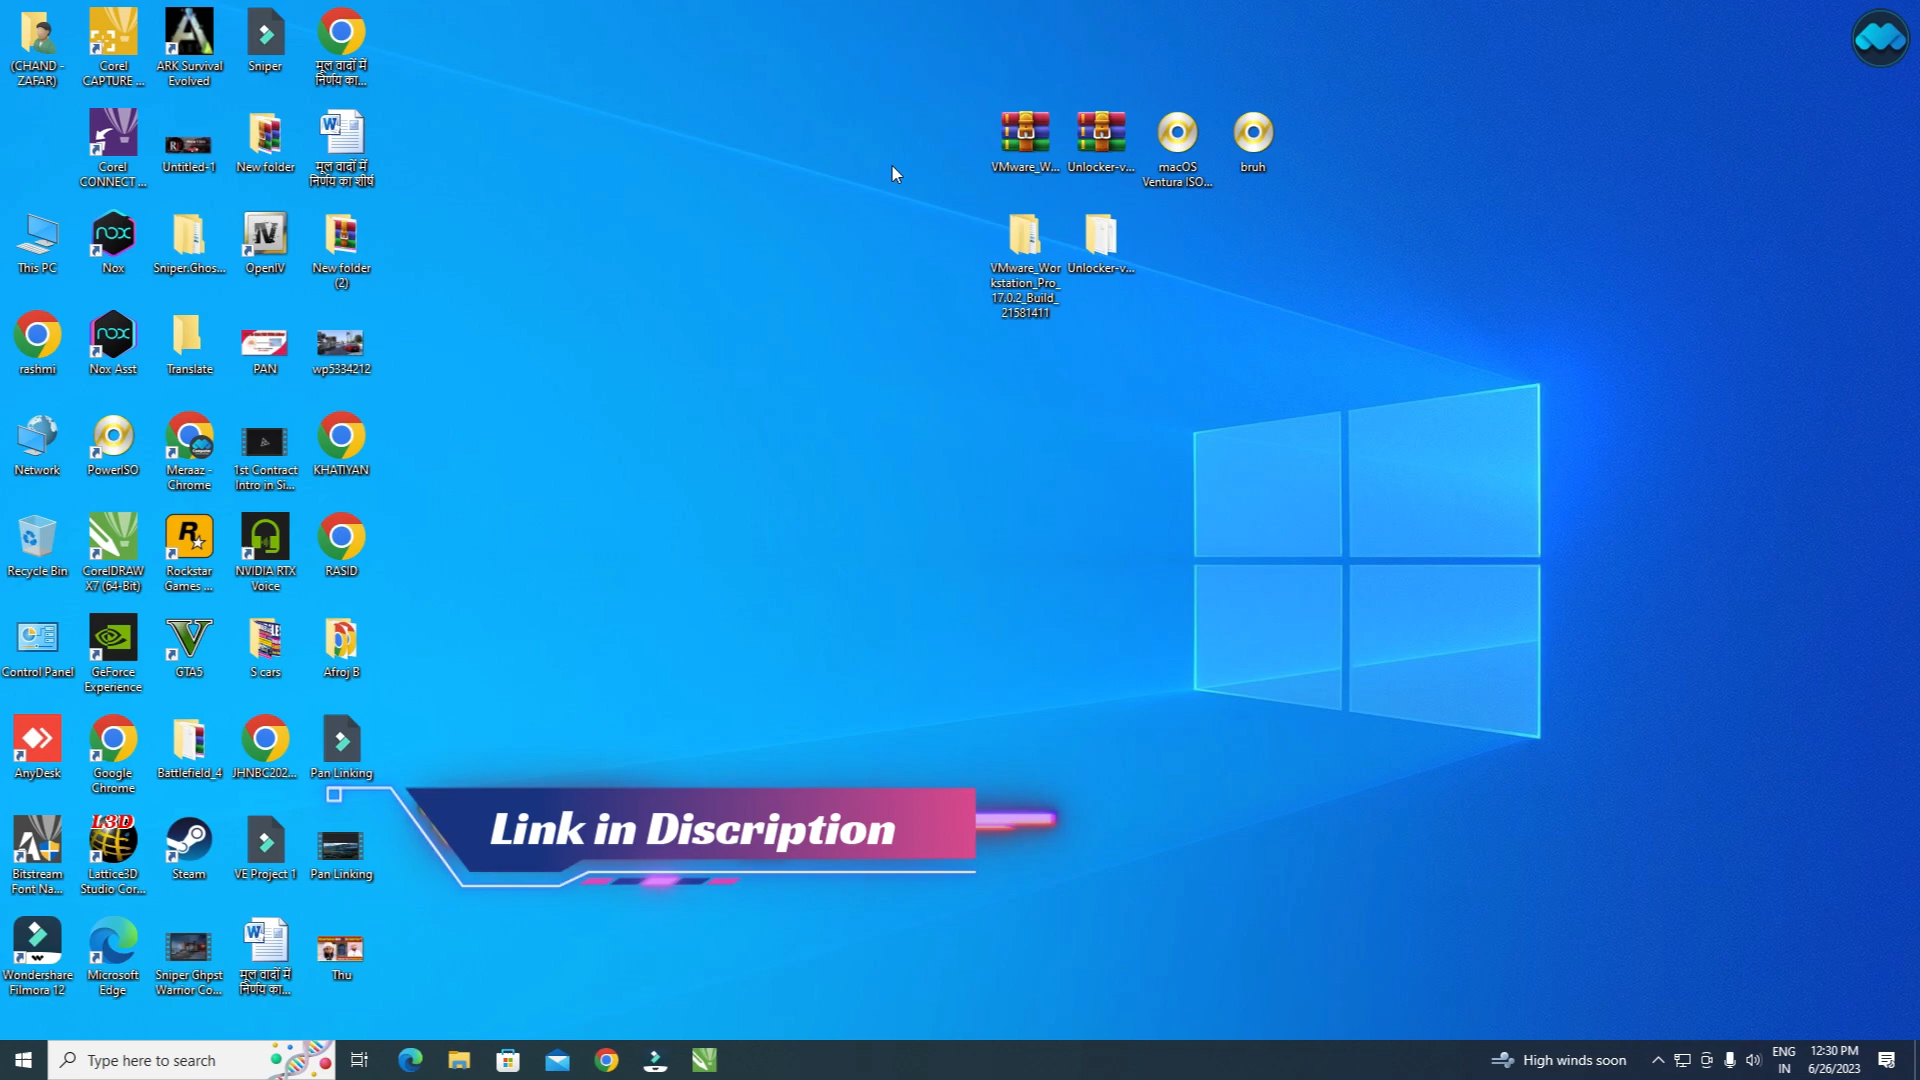 (CHAND -
ZAFAR)
Corel
CAPTURE ...
ARK Survival
Evolved
Sniper
मूल वादों में
निर्णय का...
Corel
CONNECT ...
Untitled-1
New folder
मूल वादों में
निर्णय का शीर्ष
VMware_W...
Unlocker-v...
macOS
Ventura ISO...
bruh
This PC
nox
Nox
Sniper.Ghos...
IV
OpenIV
New folder
(2)
VMware_Wor
kstation_Pro_
17.0.2_Build_
21581411
Unlocker-v...
rashmi
nox
Nox Asst
Translate
PAN
wp5334212
Network
PowerISO
Meraaz -
Chrome
1st Contract
Intro in Si...
KHATIYAN
Recycle Bin
CorelDRAW
X7 (64-Bit)
R
Rockstar
Games ...
NVIDIA RTX
Voice
RASID
Control Panel
GeForce
Experience
V
GTA5
S cars
Afroj B
AnyDesk
Google
Chrome
Battlefield_4
JHNBC202...
Pan Linking
Link in Discription
Bitstream
Font Na...
L3D
Lattice3D
Studio Cor...
Steam
VE Project 1
Pan Linking
Wondershare
Filmora 12
Microsoft
Edge
Sniper Ghpst
Warrior Co...
मूल वादों में
निर्णय का...
Thu
Type here to search
High winds soon
ENG
IN
12:30 PM
6/26/2023